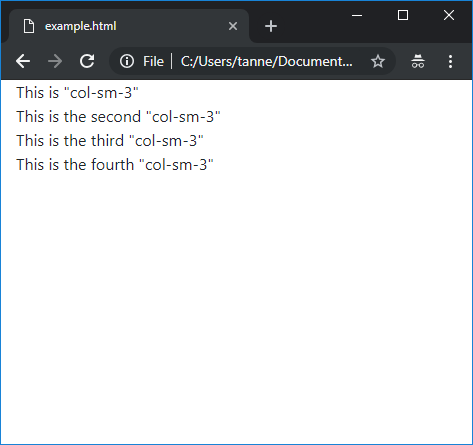 example.html
File C:/Users/tanne/Document...
This is "col-sm-3"
This is the second "col-sm-3"
This is the third "col-sm-3"
This is the fourth "col-sm-3"